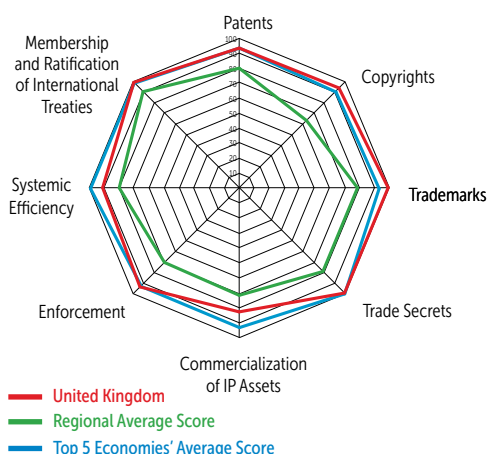 Patents
Membership
and Ratification
of International
Treaties
Copyrights
100
90
80
70
60
50
40
30
20
10
Systemic
Efficiency
Trademarks
Enforcement
Trade Secrets
Commercialization
of IP Assets
United Kingdom
Regional Average Score
Top 5 Economies' Average Score